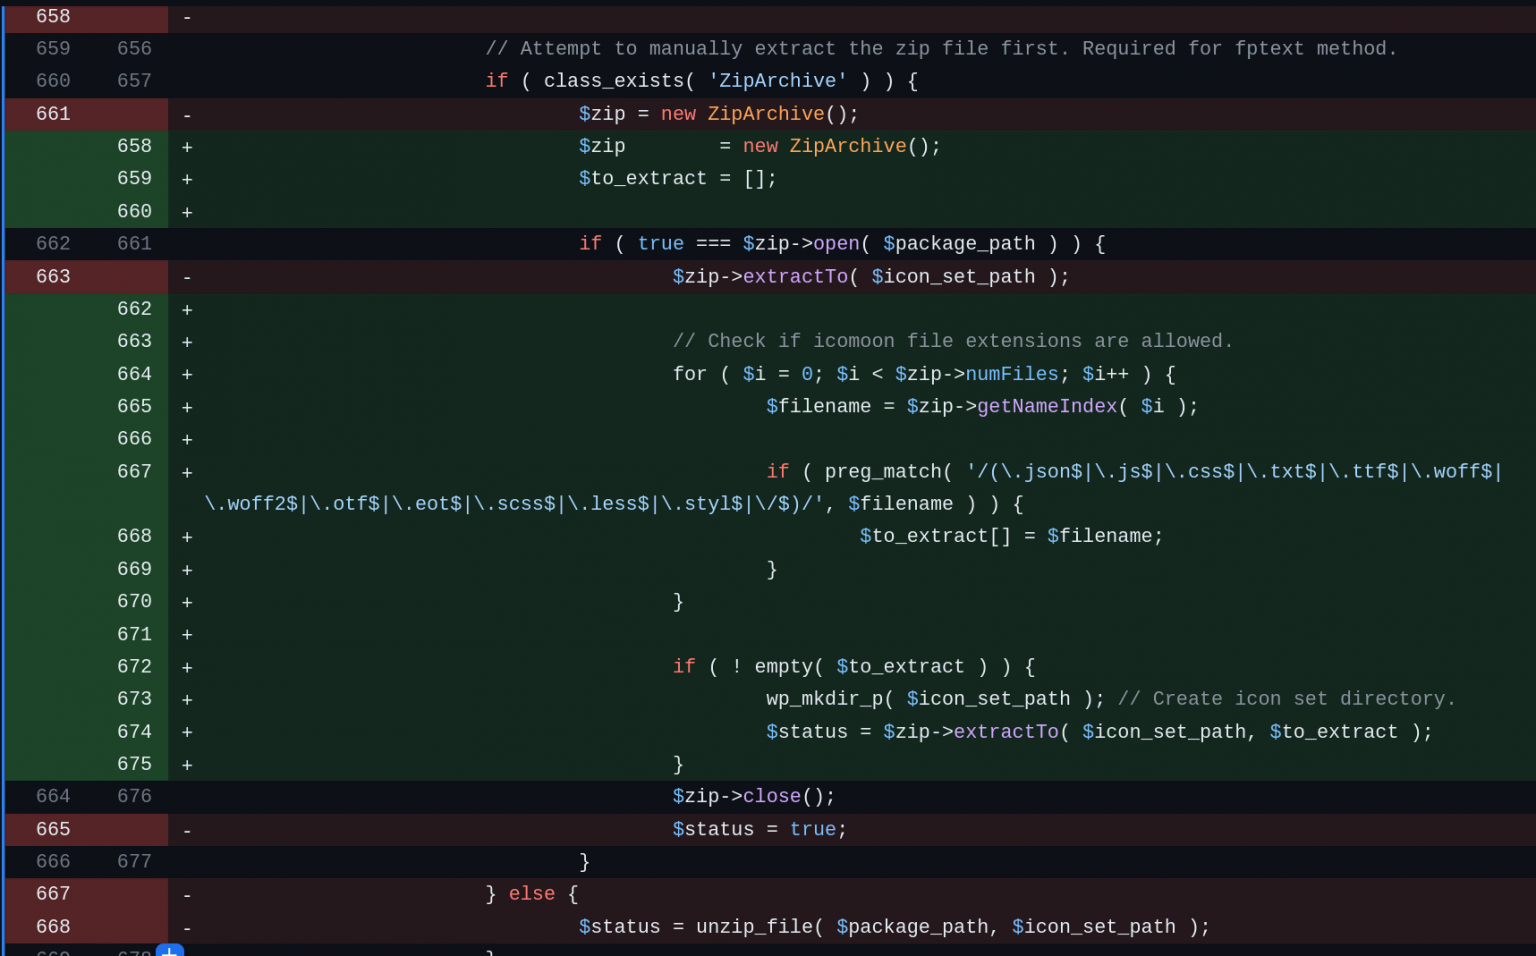 658 -
659 656 // Attempt to manually extract the zip file first. Required for fptext method.
660 657 if ( class_exists( 'ZipArchive' ) ) {
661 - $zip = new ZipArchive();
658 + $zip        = new ZipArchive();
659 + $to_extract = [];
660 +
662 661 if ( true === $zip->open( $package_path ) ) {
663 - $zip->extractTo( $icon_set_path );
662 +
663 + // Check if icomoon file extensions are allowed.
664 + for ( $i = 0; $i < $zip->numFiles; $i++ ) {
665 + $filename = $zip->getNameIndex( $i );
666 +
667 + if ( preg_match( '/(\.json$|\.js$|\.css$|\.txt$|\.ttf$|\.woff$|
\.woff2$|\.otf$|\.eot$|\.scss$|\.less$|\.styl$|\/$)/', $filename ) ) {
668 + $to_extract[] = $filename;
669 + }
670 + }
671 +
672 + if ( ! empty( $to_extract ) ) {
673 + wp_mkdir_p( $icon_set_path ); // Create icon set directory.
674 + $status = $zip->extractTo( $icon_set_path, $to_extract );
675 + }
664 676 $zip->close();
665 - $status = true;
666 677 }
667 - } else {
668 - $status = unzip_file( $package_path, $icon_set_path );
669 678 + }